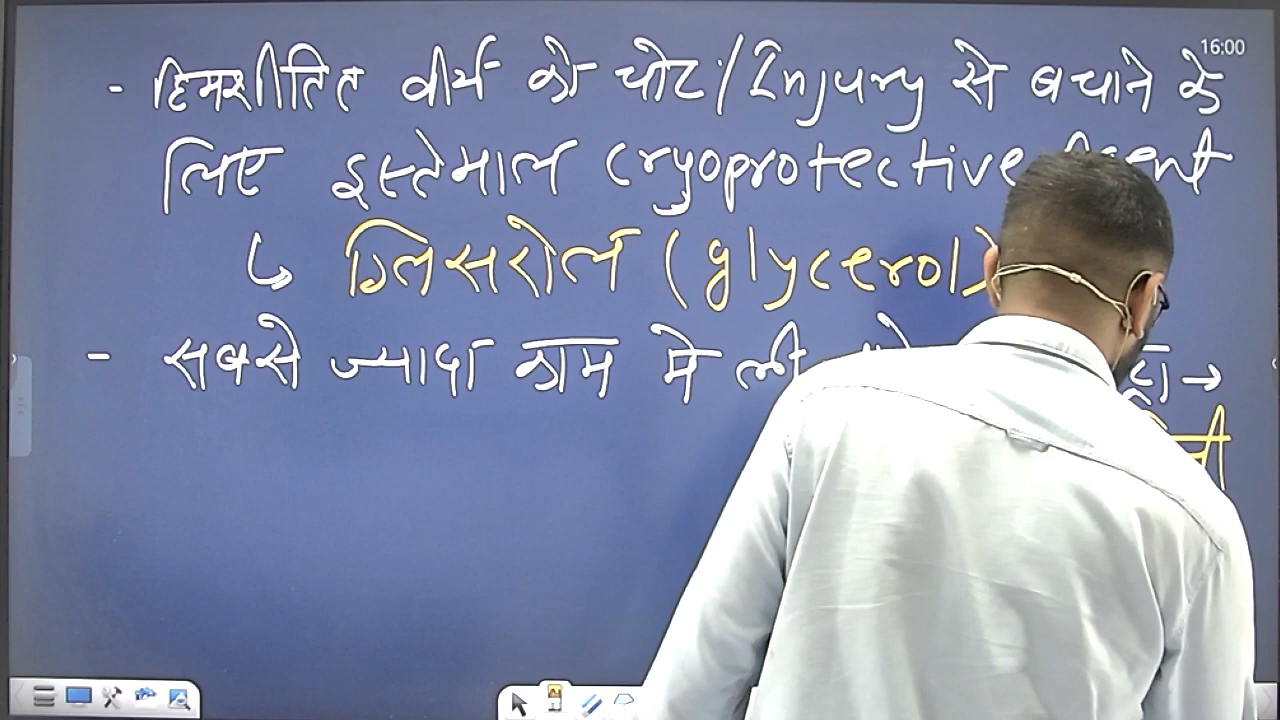 16:00
- हिमशीतित वीर्य को चोट/Injury से बचाने के
लिए इस्तेमाल cryoprotective
↳ ग्लिसरोल (glycerol)
- सबसे ज्यादा काम मे ली →